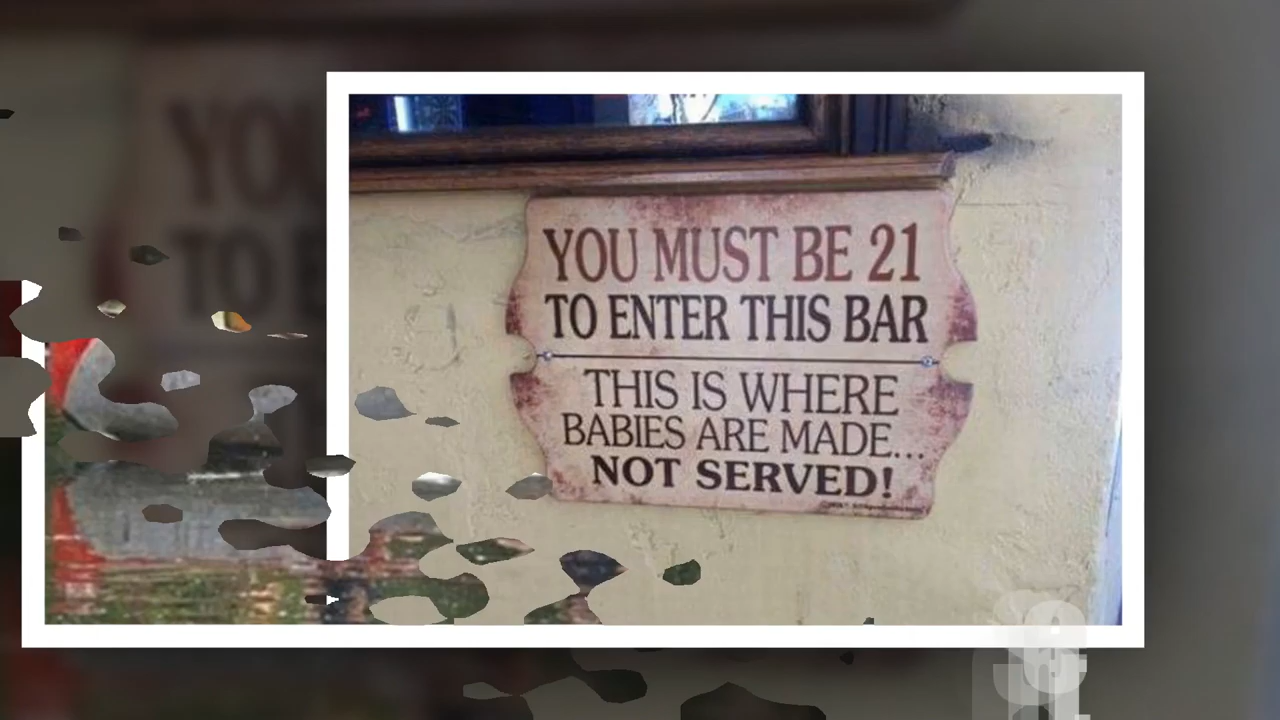 YOU MUST BE 21
TO ENTER THIS BAR
THIS IS WHERE
BABIES ARE MADE...
NOT SERVED!